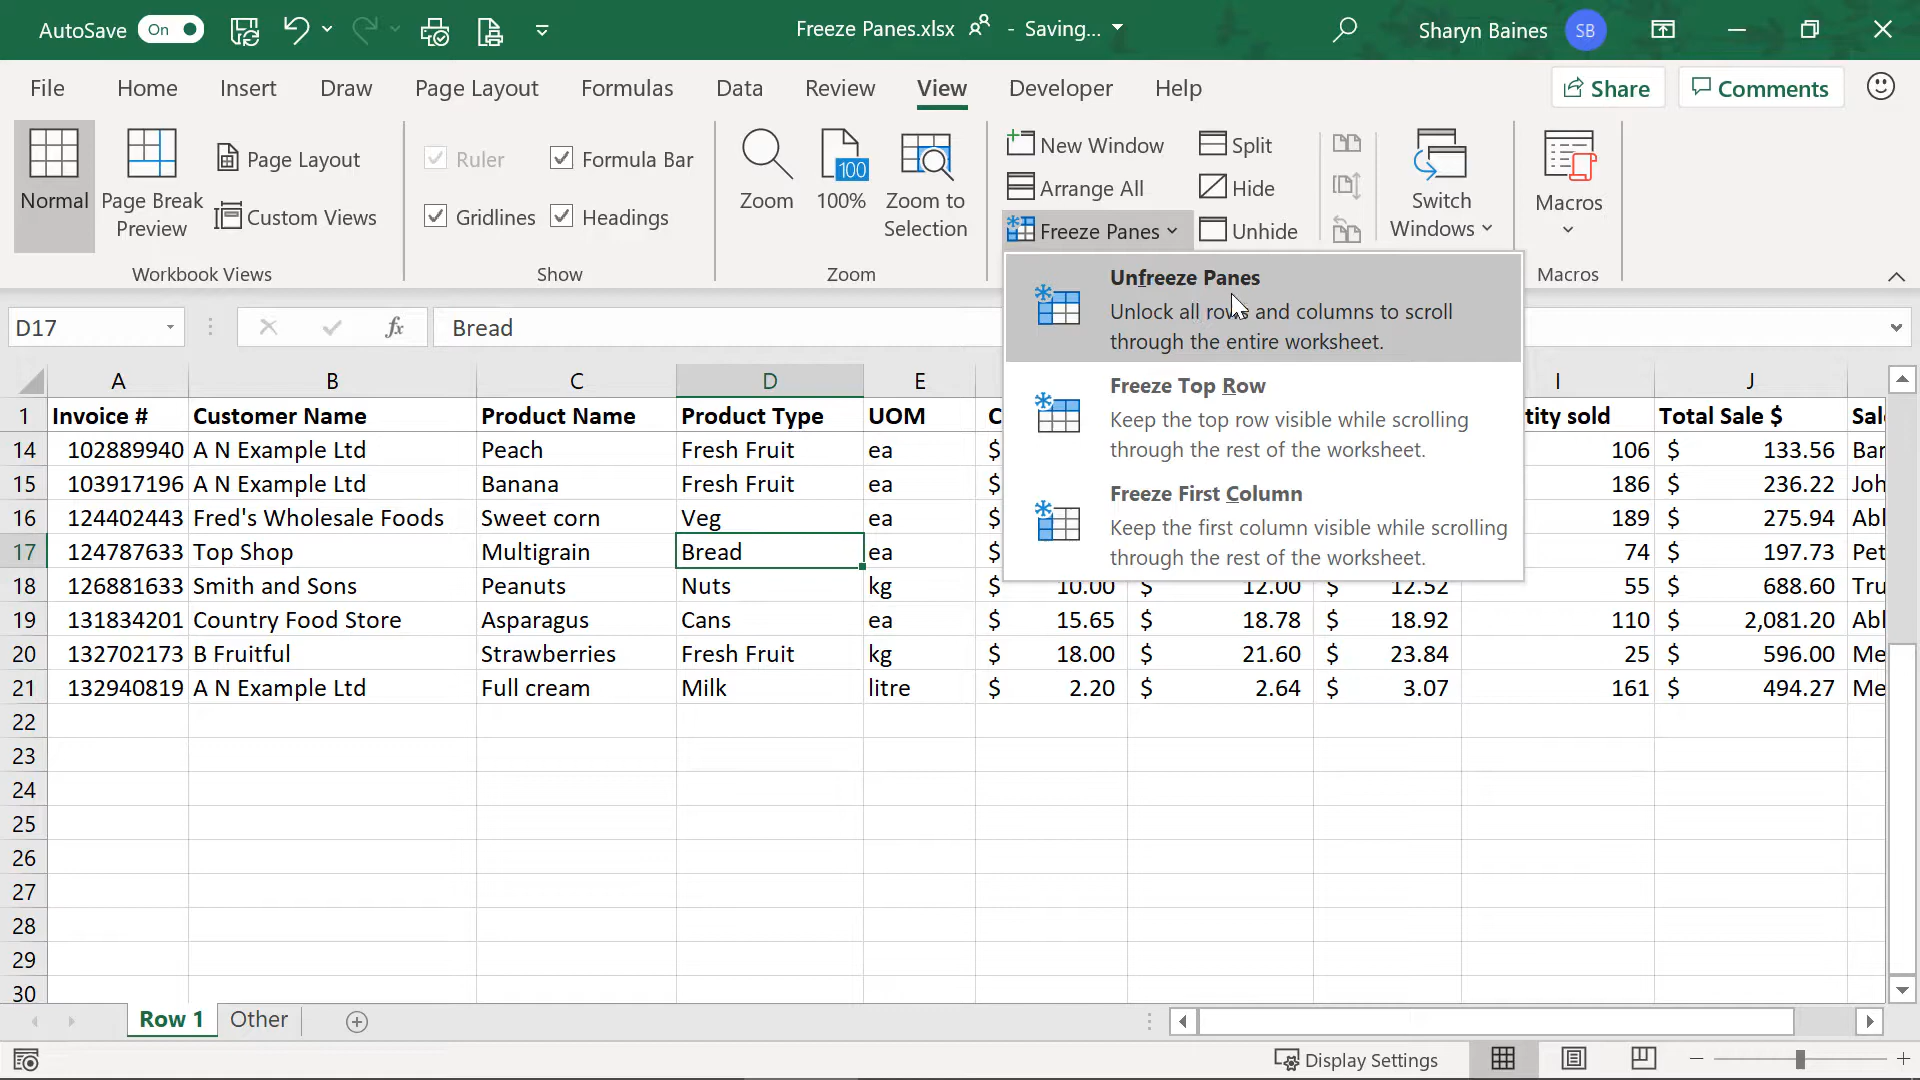 AutoSave On Freeze Panes.xlsx - Saving... Sharyn Baines SB
File Home Insert Draw Page Layout Formulas Data Review View Developer Help Share Comments
Normal
Page Break
Preview
Page Layout
Custom Views
Workbook Views
Ruler Formula Bar
Gridlines Headings
Show
Zoom
100
100%
Zoom to
Selection
Zoom
New Window Split
Arrange All Hide
Freeze Panes Unhide
Switch
Windows
Macros
Macros
Unfreeze Panes
Unlock all rows and columns to scroll
through the entire worksheet.
Freeze Top Row
Keep the top row visible while scrolling
through the rest of the worksheet.
Freeze First Column
Keep the first column visible while scrolling
through the rest of the worksheet.
D17 fx Bread
A B C D E I J
1 Invoice # Customer Name Product Name Product Type UOM C tity sold Total Sale $ Sal
14 102889940 A N Example Ltd Peach Fresh Fruit ea $ 106 $ 133.56 Bar
15 103917196 A N Example Ltd Banana Fresh Fruit ea $ 186 $ 236.22 Joh
16 124402443 Fred's Wholesale Foods Sweet corn Veg ea $ 189 $ 275.94 Abl
17 124787633 Top Shop Multigrain Bread ea $ 74 $ 197.73 Pet
18 126881633 Smith and Sons Peanuts Nuts kg $ 10.00 $ 12.00 $ 12.52 55 $ 688.60 Tru
19 131834201 Country Food Store Asparagus Cans ea $ 15.65 $ 18.78 $ 18.92 110 $ 2,081.20 Abl
20 132702173 B Fruitful Strawberries Fresh Fruit kg $ 18.00 $ 21.60 $ 23.84 25 $ 596.00 Me
21 132940819 A N Example Ltd Full cream Milk litre $ 2.20 $ 2.64 $ 3.07 161 $ 494.27 Me
22
23
24
25
26
27
28
29
30
Row 1 Other
Display Settings